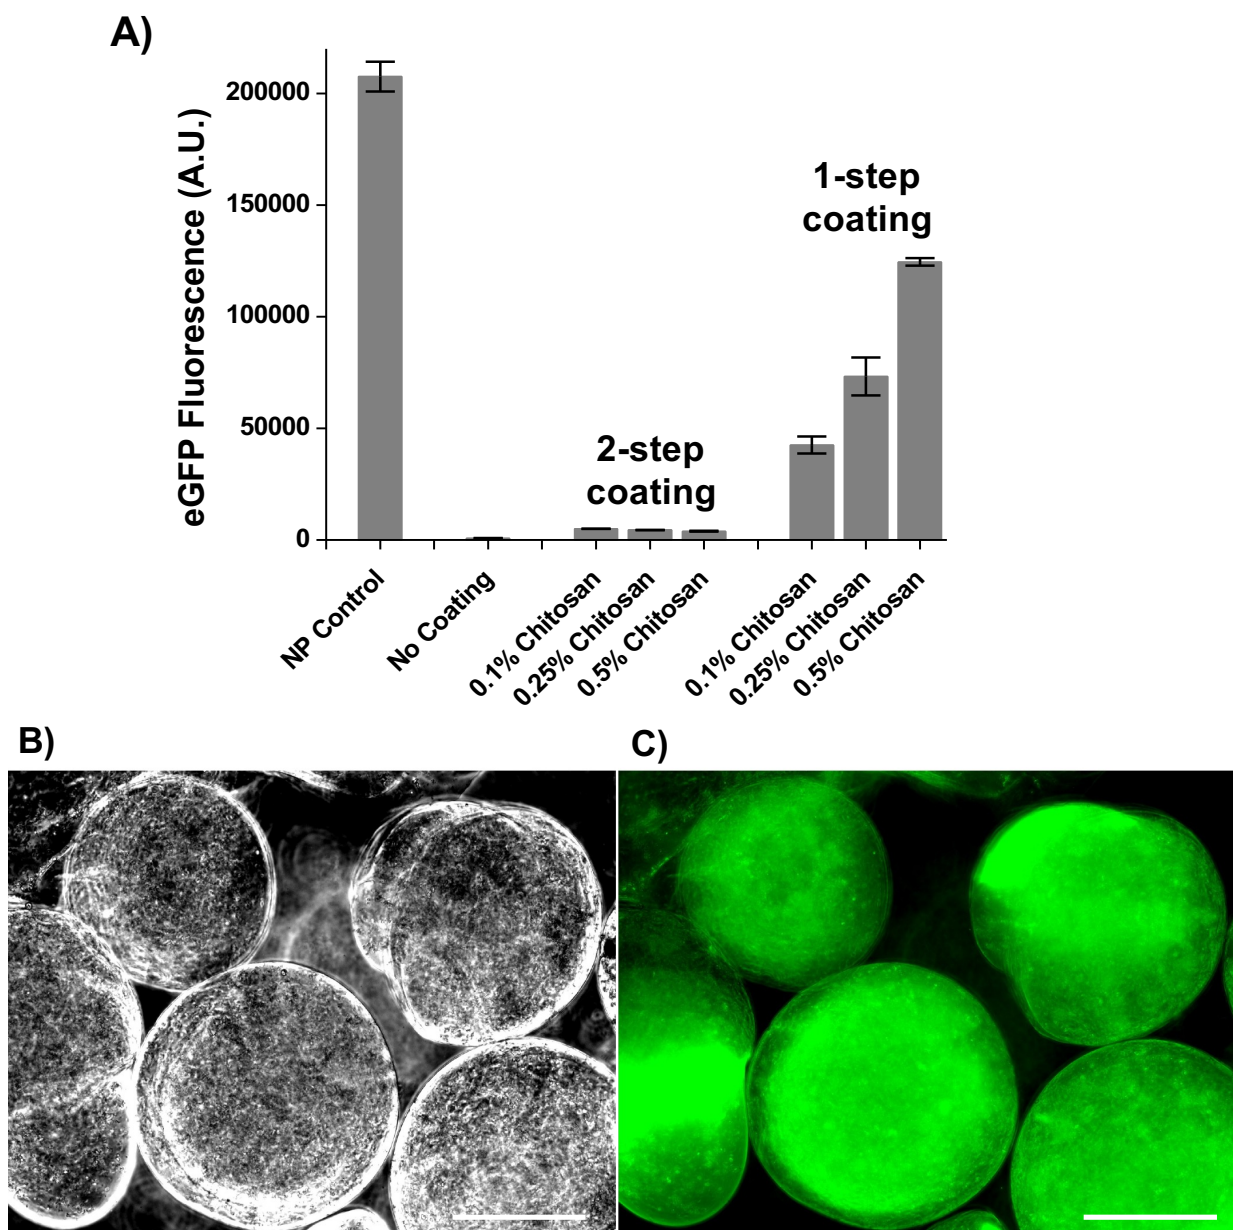 A)
eGFP Fluorescence (A.U.)
200000
150000
100000
50000
0
1-step
coating
2-step
coating
NP Control
No Coating
0.1% Chitosan
0.25% Chitosan
0.5% Chitosan
0.1% Chitosan
0.25% Chitosan
0.5% Chitosan
B)
C)